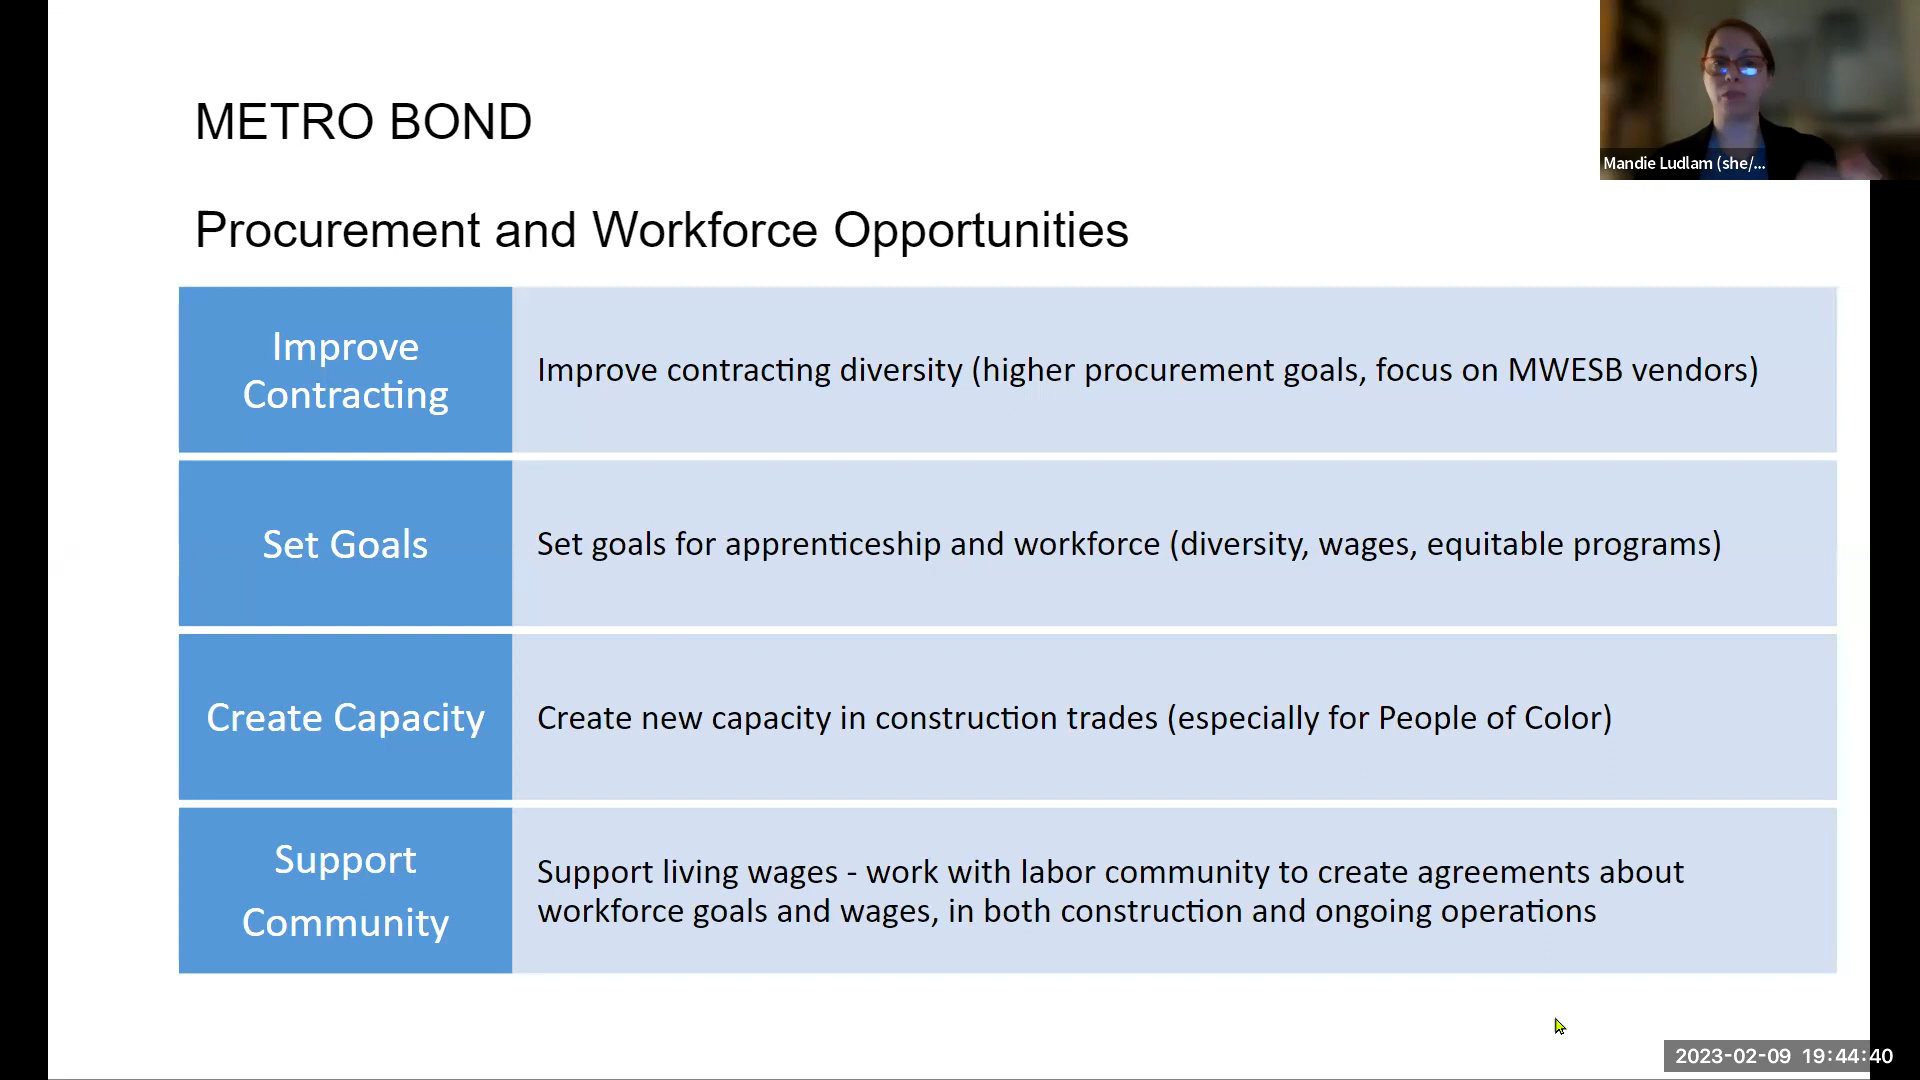 METRO BOND
Mandie Ludlam (she/...
Procurement and Workforce Opportunities
Improve
Contracting
Improve contracting diversity (higher procurement goals, focus on MWESB vendors)
Set Goals
Set goals for apprenticeship and workforce (diversity, wages, equitable programs)
Create Capacity
Create new capacity in construction trades (especially for People of Color)
Support
Community
Support living wages - work with labor community to create agreements about
workforce goals and wages, in both construction and ongoing operations
2023-02-09 19:44:40